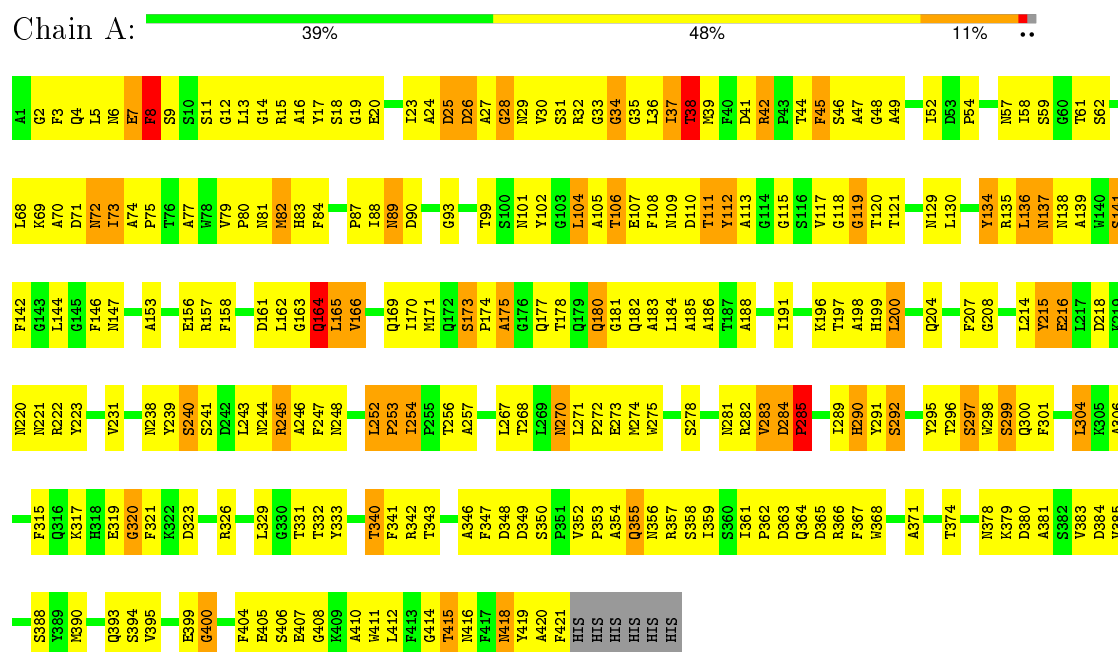 Chain A:
39% 48% 11% ..
A1 G2 F3 Q4 L5 N6 E7 F8 S9 S10 S11 G12 L13 G14 R15 A16 Y17 S18 G19 E20 I23 A24 D25 D26 A27 G28 N29 V30 S31 R32 G33 G34 G35 L36 I37 T38 M39 F40 D41 R42 P43 T44 F45 S46 A47 G48 A49 I52 D53 P54 N57 I58 S59 G60 T61 S62
L68 K69 A70 D71 N72 I73 A74 P75 T76 A77 W78 V79 P80 N81 M82 H83 F84 P87 I88 N89 D90 G93 T99 S100 N101 Y102 G103 L104 A105 T106 E107 F108 N109 D110 T111 Y112 A113 G114 G115 S116 V117 G118 G119 T120 T121 N129 L130 Y134 R135 L136 N137 N138 A139 W140 S141
F142 G143 L144 G145 F146 N147 A153 E156 R157 F158 D161 L162 G163 Q164 L165 V166 Q169 I170 M171 Q172 S173 P174 A175 G176 Q177 T178 Q179 Q180 G181 Q182 A183 L184 A185 A186 T187 A188 I191 K196 T197 A198 H199 L200 Q204 F207 G208 L214 Y215 E216 L217 D218 K219
N220 N221 R222 Y223 V231 N238 Y239 S240 S241 D242 L243 N244 R245 A246 F247 N248 L252 P253 I254 P255 T256 A257 L267 T268 L269 N270 L271 P272 E273 M274 W275 S278 N281 R282 V283 D284 P285 I289 H290 Y291 S292 Y295 T296 S297 W298 S299 Q300 F301 L304 K305 A306
F315 Q316 K317 H318 E319 G320 F321 K322 D323 R326 L329 G330 T331 T332 Y333 T340 F341 R342 T343 A346 F347 D348 D349 S350 P351 V352 P353 A354 Q355 N356 R357 S358 I359 S360 I361 P362 D363 Q364 D365 R366 F367 W368 A371 T374 N378 K379 D380 A381 S382 V383 D384
S388 Y389 M390 Q393 S394 V395 E399 G400 F404 E405 S406 E407 G408 K409 A410 W411 L412 F413 G414 T415 N416 F417 N418 Y419 A420 F421 HIS HIS HIS HIS HIS HIS